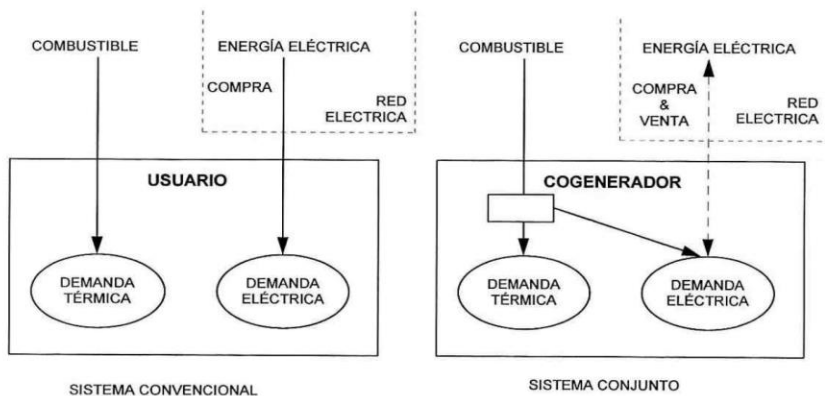 COMBUSTIBLE
ENERGÍA ELÉCTRICA
COMPRA
RED
ELECTRICA
USUARIO
DEMANDA
TÉRMICA
DEMANDA
ELÉCTRICA
SISTEMA CONVENCIONAL
COMBUSTIBLE
ENERGÍA ELÉCTRICA
COMPRA
&
VENTA
RED
ELECTRICA
COGENERADOR
DEMANDA
TÉRMICA
DEMANDA
ELÉCTRICA
SISTEMA CONJUNTO